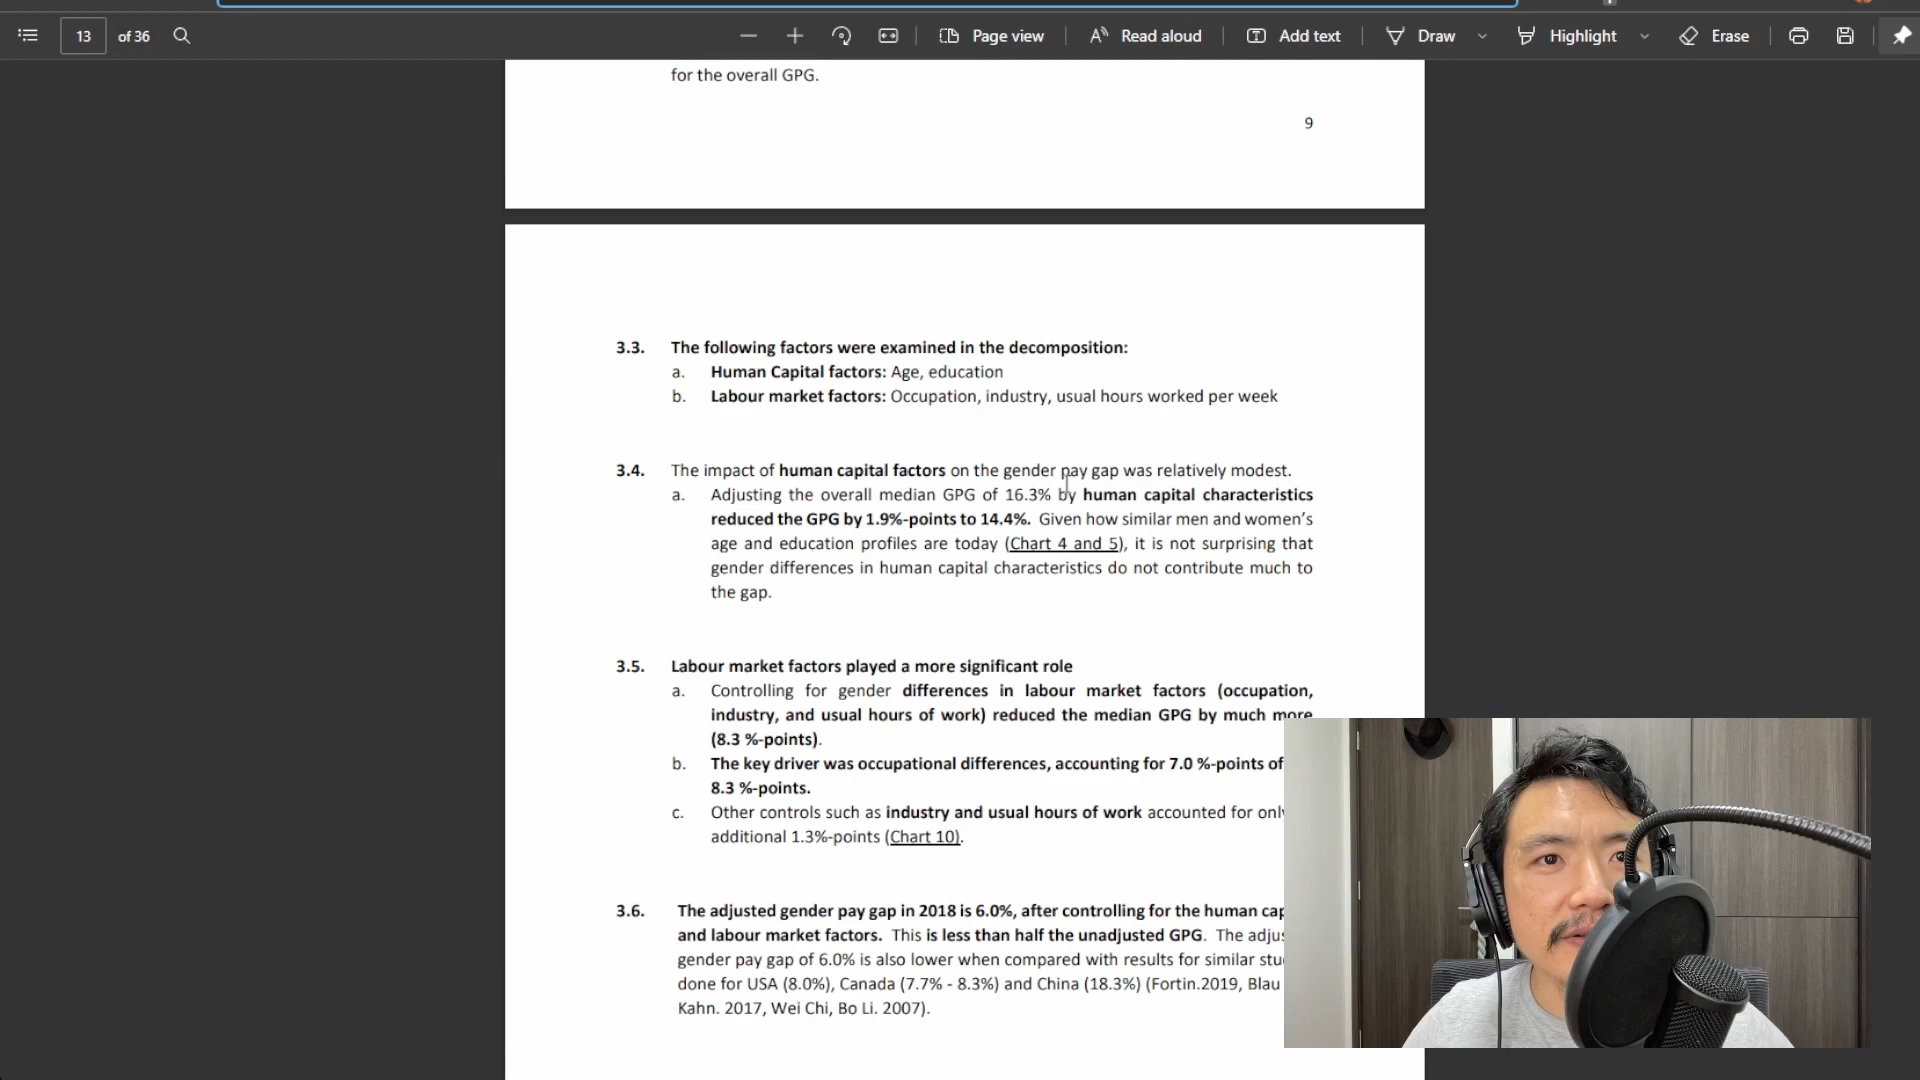 13 of 36 Page view Read aloud Add text Draw Highlight Erase
for the overall GPG.
9
3.3. The following factors were examined in the decomposition:
a. Human Capital factors: Age, education
b. Labour market factors: Occupation, industry, usual hours worked per week
3.4. The impact of human capital factors on the gender pay gap was relatively modest.
a. Adjusting the overall median GPG of 16.3% by human capital characteristics
reduced the GPG by 1.9%-points to 14.4%. Given how similar men and women's
age and education profiles are today (Chart 4 and 5), it is not surprising that
gender differences in human capital characteristics do not contribute much to
the gap.
3.5. Labour market factors played a more significant role
a. Controlling for gender differences in labour market factors (occupation,
industry, and usual hours of work) reduced the median GPG by much more
(8.3 %-points).
b. The key driver was occupational differences, accounting for 7.0 %-points of
8.3 %-points.
c. Other controls such as industry and usual hours of work accounted for only
additional 1.3%-points (Chart 10).
3.6. The adjusted gender pay gap in 2018 is 6.0%, after controlling for the human cap
and labour market factors. This is less than half the unadjusted GPG. The adjus
gender pay gap of 6.0% is also lower when compared with results for similar stu
done for USA (8.0%), Canada (7.7% - 8.3%) and China (18.3%) (Fortin.2019, Blau
Kahn. 2017, Wei Chi, Bo Li. 2007).